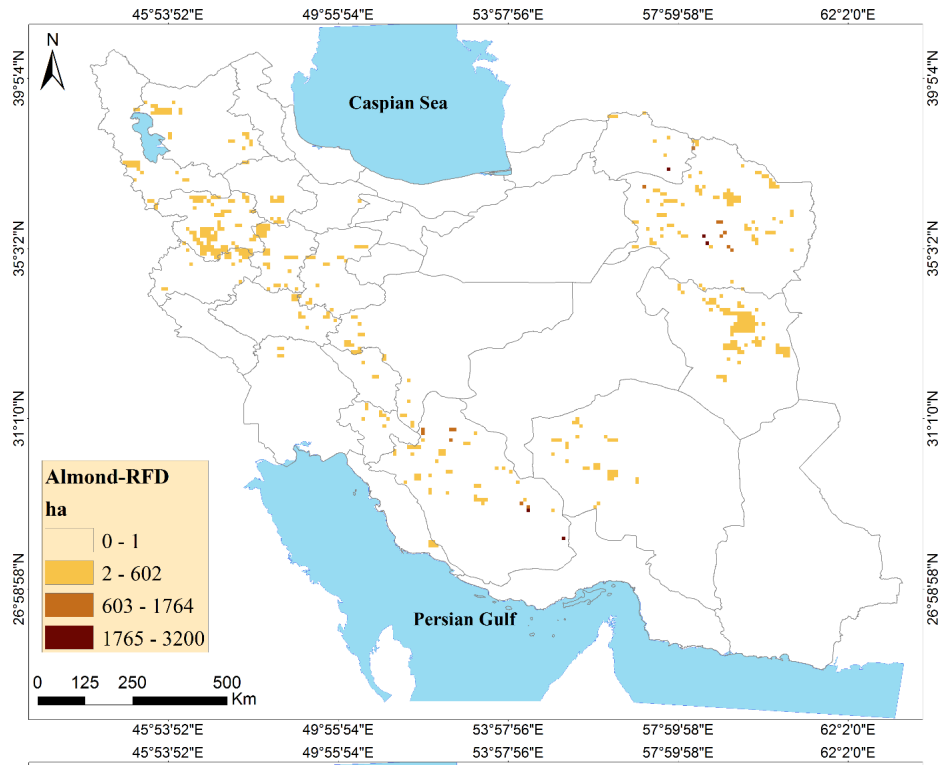 45°53'52"E 49°55'54"E 53°57'56"E 57°59'58"E 62°2'0"E
N
39°5'4"N
39°5'4"N
Caspian Sea
35°3'2"N
35°3'2"N
31°1'0"N
31°1'0"N
Almond-RFD
ha
0 - 1
2 - 602
603 - 1764
1765 - 3200
26°58'58"N
26°58'58"N
Persian Gulf
0 125 250 500
Km
45°53'52"E 49°55'54"E 53°57'56"E 57°59'58"E 62°2'0"E
45°53'52"E 49°55'54"E 53°57'56"E 57°59'58"E 62°2'0"E